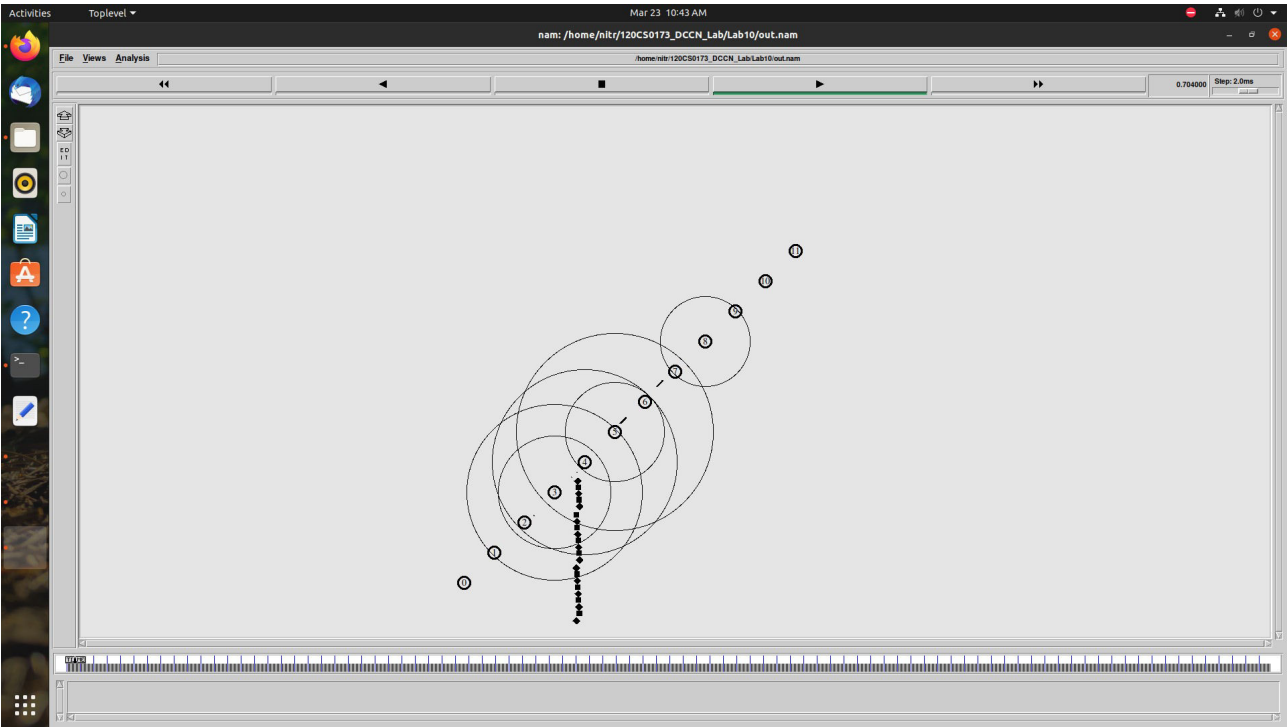 Activities Toplevel Mar 23 10:43 AM
nam: /home/nitr/120CS0173_DCCN_Lab/Lab10/out.nam
File Views Analysis /home/nitr/120CS0173_DCCN_Lab/Lab10/out.nam
0.704000 Step: 2.0ms
ED
IT
11
10
9
8
7
6
5
4
3
2
1
0